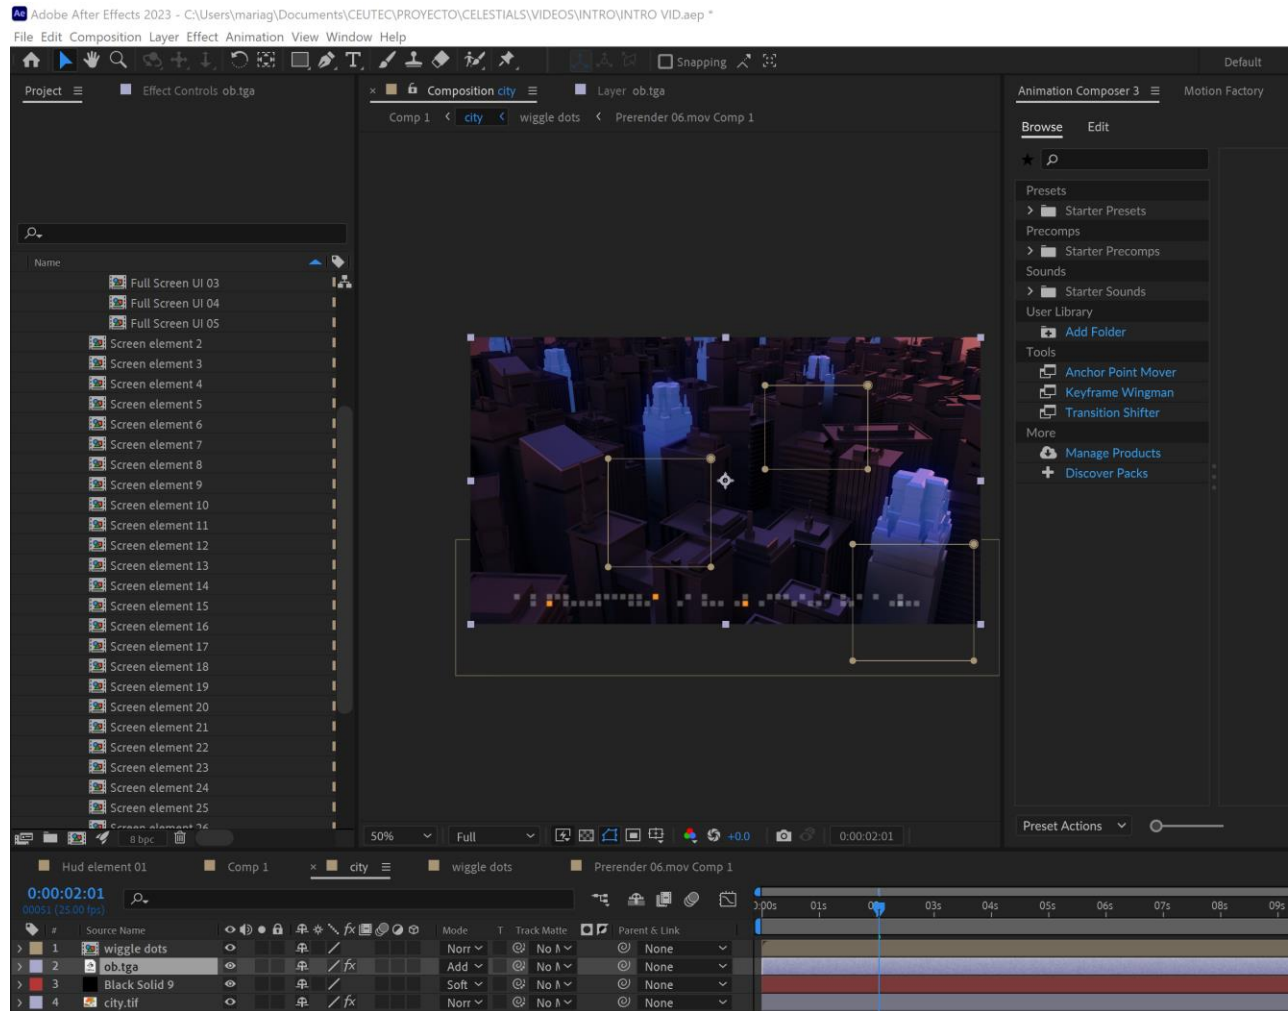 Ae Adobe After Effects 2023 - C:\Users\mariag\Documents\CEUTEC\PROYECTO\CELESTIALS\VIDEOS\INTRO\INTRO VID.aep *
File Edit Composition Layer Effect Animation View Window Help
Snapping
Default
Project
Effect Controls ob.tga
Composition city
Layer ob.tga
Comp 1 city wiggle dots Prerender 06.mov Comp 1
Animation Composer 3
Motion Factory
Browse Edit
Presets
Starter Presets
Precomps
Starter Precomps
Sounds
Starter Sounds
User Library
Add Folder
Tools
Anchor Point Mover
Keyframe Wingman
Transition Shifter
More
Manage Products
Discover Packs
Preset Actions
Name
Full Screen UI 03
Full Screen UI 04
Full Screen UI 05
Screen element 2
Screen element 3
Screen element 4
Screen element 5
Screen element 6
Screen element 7
Screen element 8
Screen element 9
Screen element 10
Screen element 11
Screen element 12
Screen element 13
Screen element 14
Screen element 15
Screen element 16
Screen element 17
Screen element 18
Screen element 19
Screen element 20
Screen element 21
Screen element 22
Screen element 23
Screen element 24
Screen element 25
Screen element 26
8 bpc
50% Full +0.0 0:00:02:01
Hud element 01 Comp 1 × city wiggle dots Prerender 06.mov Comp 1
0:00:02:01
00051 (25.00 fps)
01s 03s 04s 05s 06s 07s 08s 09s
# Source Name fx Mode T Track Matte Parent & Link
1 wiggle dots Norr None
2 ob.tga fx Add None
3 Black Solid 9 Soft None
4 city.tif fx Norr None